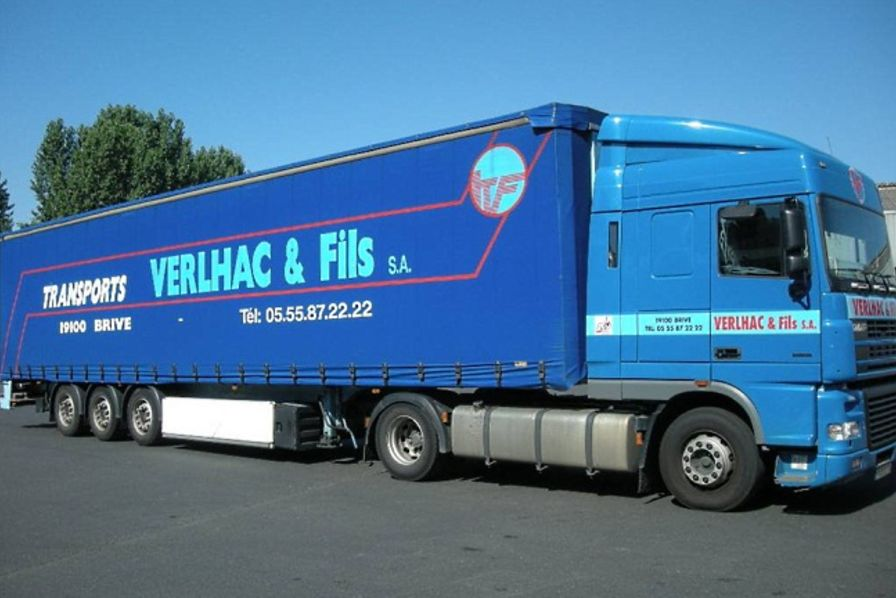 TRANSPORTS VERLHAC & Fils S.A.
19100 BRIVE Tél: 05.55.87.22.22
19100 BRIVE
TEL 05 55 87 22 22
VERLHAC & Fils S.A.
VERLHAC & F